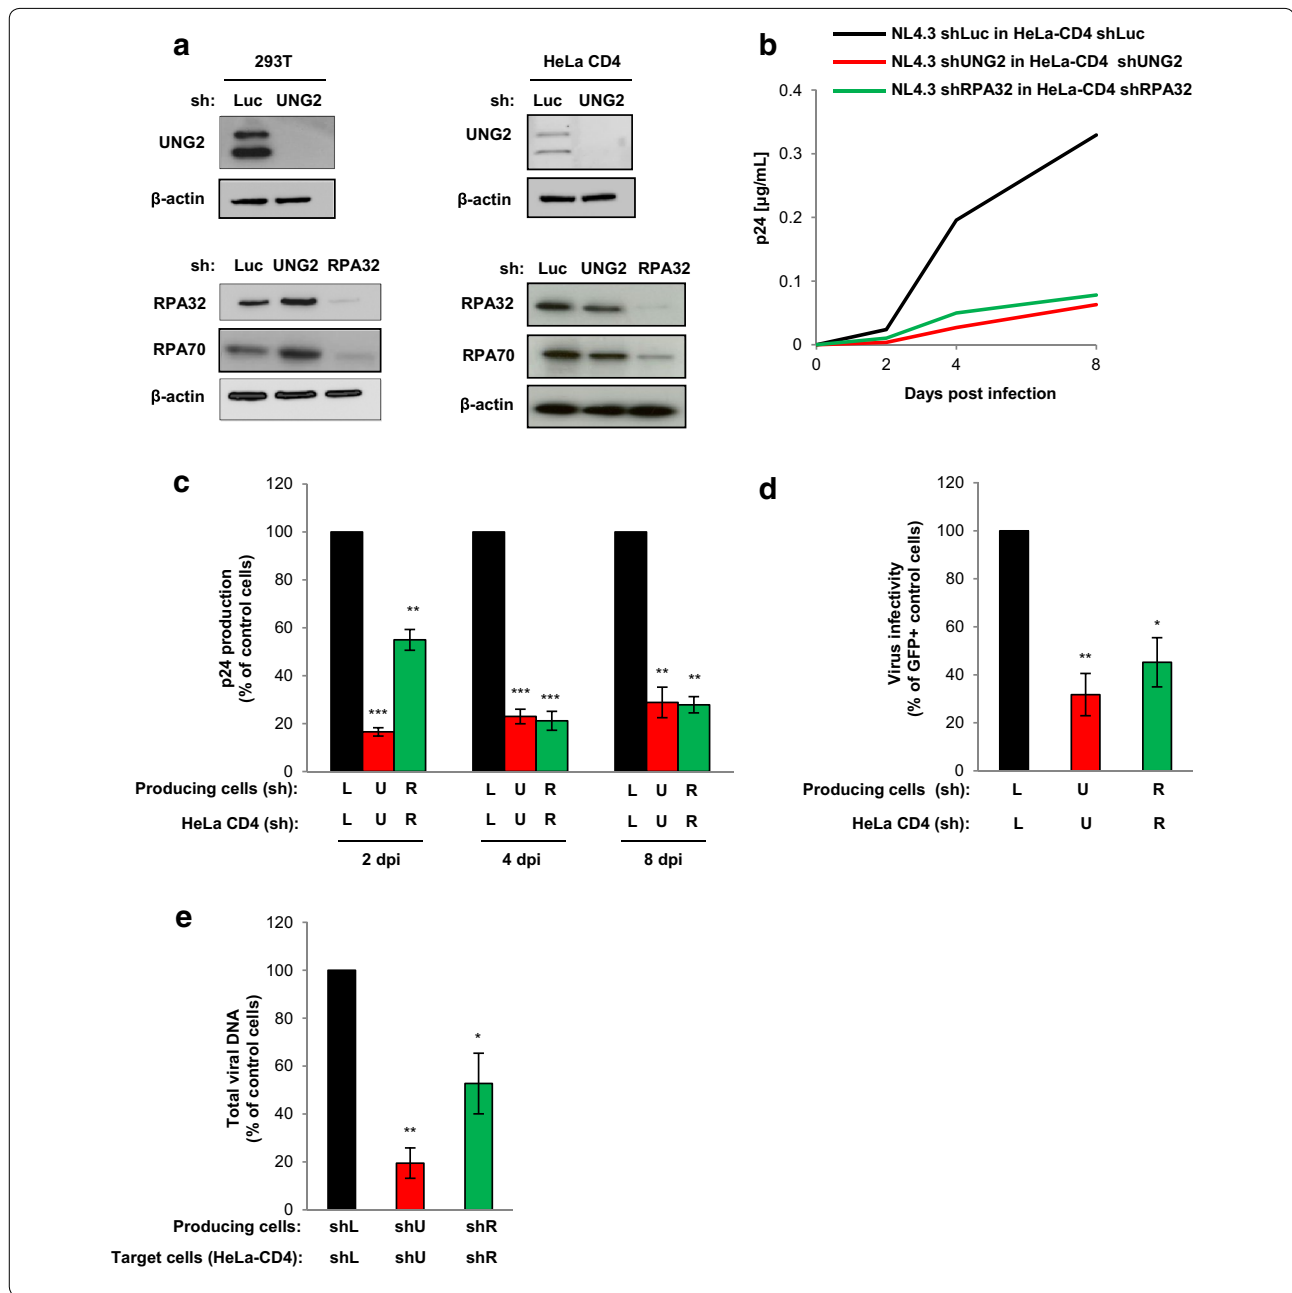 a
293T
sh: Luc UNG2
UNG2
β-actin
sh: Luc UNG2 RPA32
RPA32
RPA70
β-actin
HeLa CD4
sh: Luc UNG2
UNG2
β-actin
sh: Luc UNG2 RPA32
RPA32
RPA70
β-actin
b
NL4.3 shLuc in HeLa-CD4 shLuc
NL4.3 shUNG2 in HeLa-CD4 shUNG2
NL4.3 shRPA32 in HeLa-CD4 shRPA32
p24 [µg/mL]
0.4
0.3
0.2
0.1
0
0 2 4 8
Days post infection
c
p24 production
(% of control cells)
120
100
80
60
40
20
0
*** ** *** *** ** **
Producing cells (sh): L U R L U R L U R
HeLa CD4 (sh): L U R L U R L U R
2 dpi 4 dpi 8 dpi
d
Virus infectivity
(% of GFP+ control cells)
120
100
80
60
40
20
0
** *
Producing cells (sh): L U R
HeLa CD4 (sh): L U R
e
Total viral DNA
(% of control cells)
120
100
80
60
40
20
0
** *
Producing cells: shL shU shR
Target cells (HeLa-CD4): shL shU shR